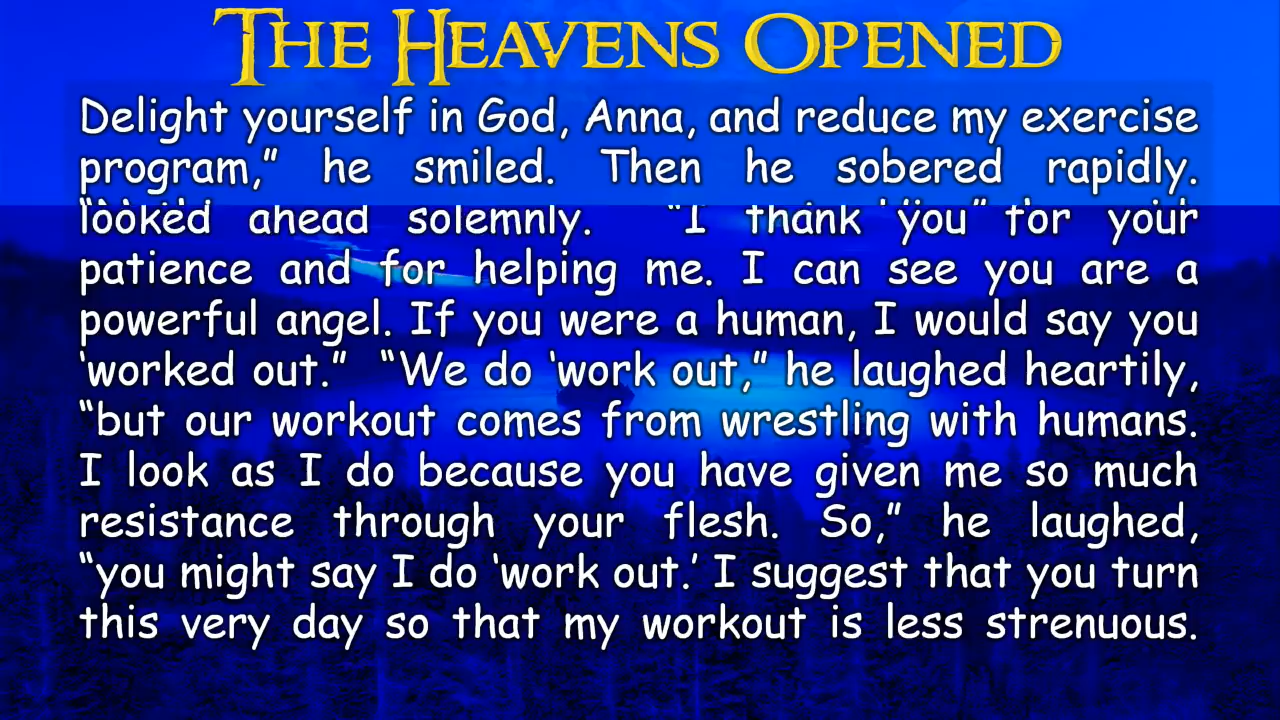 THE HEAVENS OPENED
Delight yourself in God, Anna, and reduce my exercise
program,” he smiled. Then he sobered rapidly.
looked ahead solemnly. “I thank you” for your
patience and for helping me. I can see you are a
powerful angel. If you were a human, I would say you
‘worked out.” “We do ‘work out,” he laughed heartily,
“but our workout comes from wrestling with humans.
I look as I do because you have given me so much
resistance through your flesh. So,” he laughed,
“you might say I do ‘work out.’ I suggest that you turn
this very day so that my workout is less strenuous.